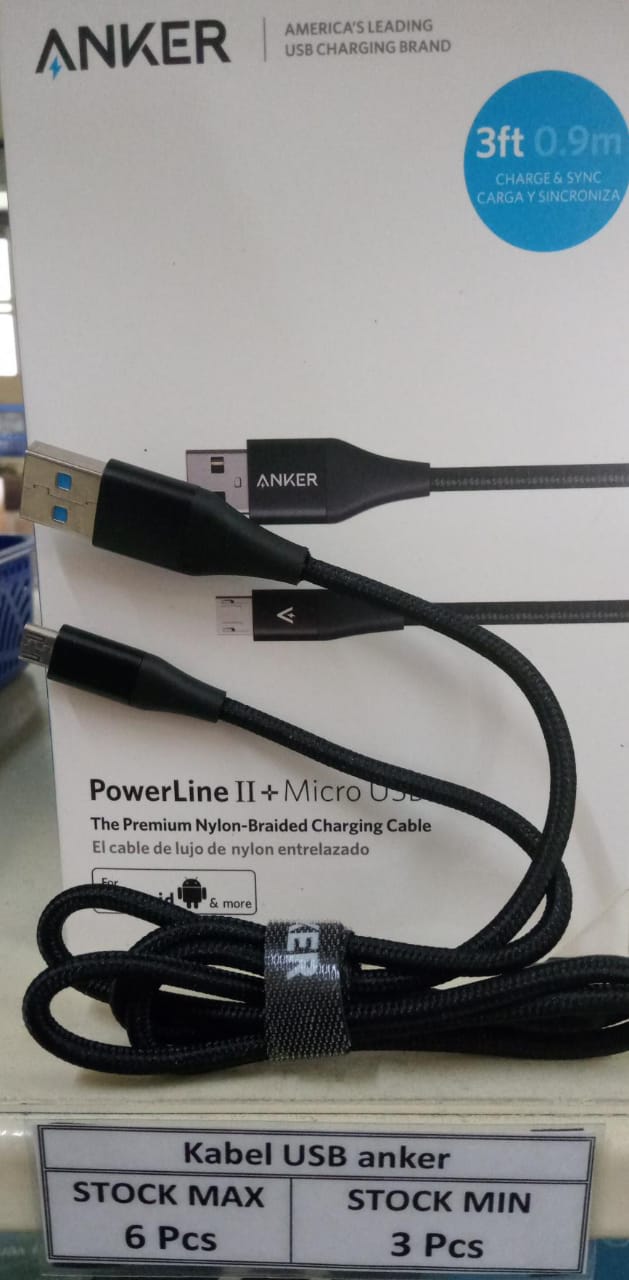 ANKER
AMERICA'S LEADING
USB CHARGING BRAND
3ft 0.9m
CHARGE & SYNC
CARGA Y SINCRONIZA
ANKER
PowerLine II+ Micro USB
The Premium Nylon-Braided Charging Cable
El cable de lujo de nylon entrelazado
For
& more
Kabel USB anker
STOCK MAX
6 Pcs
STOCK MIN
3 Pcs